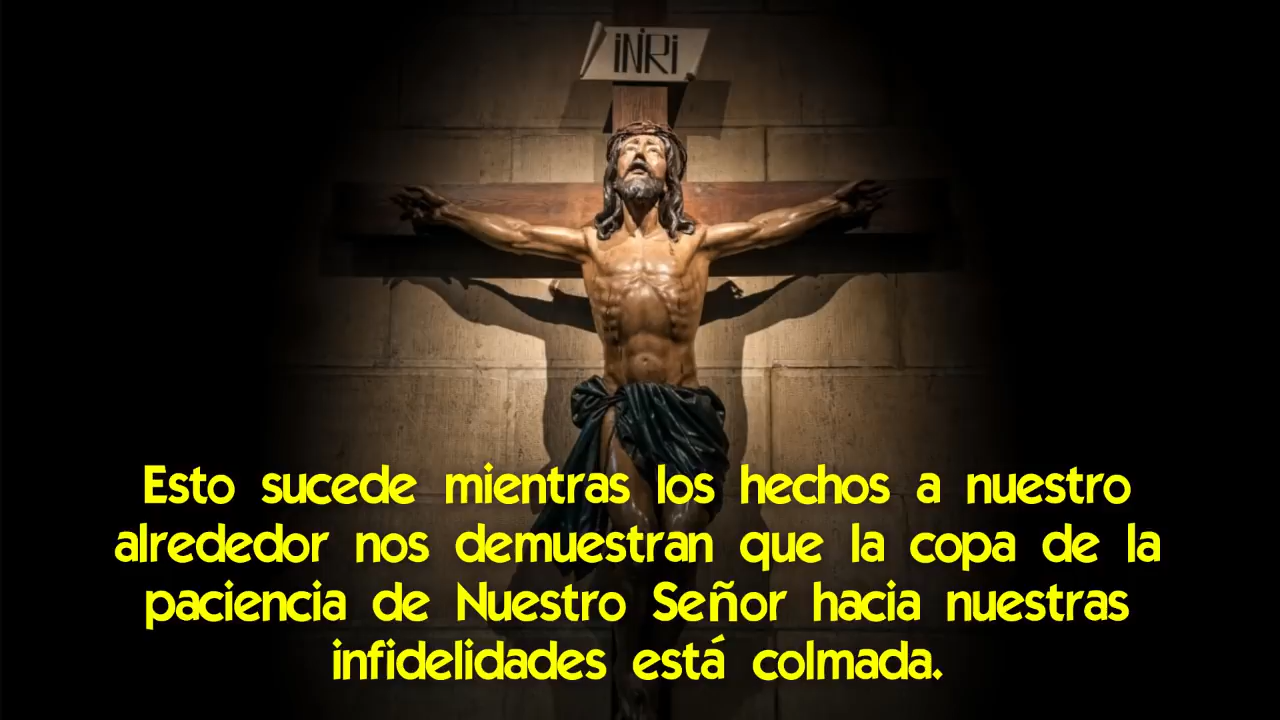 INRI
Esto sucede mientras los hechos a nuestro
alrededor nos demuestran que la copa de la
paciencia de Nuestro Señor hacia nuestras
infidelidades está colmada.